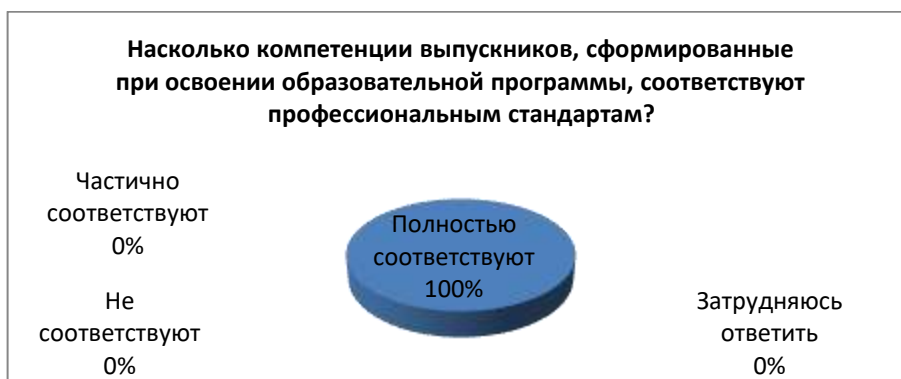 Насколько компетенции выпускников, сформированные
при освоении образовательной программы, соответствуют
профессиональным стандартам?
Частично
соответствуют
0%
Полностью
соответствуют
100%
Не
соответствуют
0%
Затрудняюсь
ответить
0%